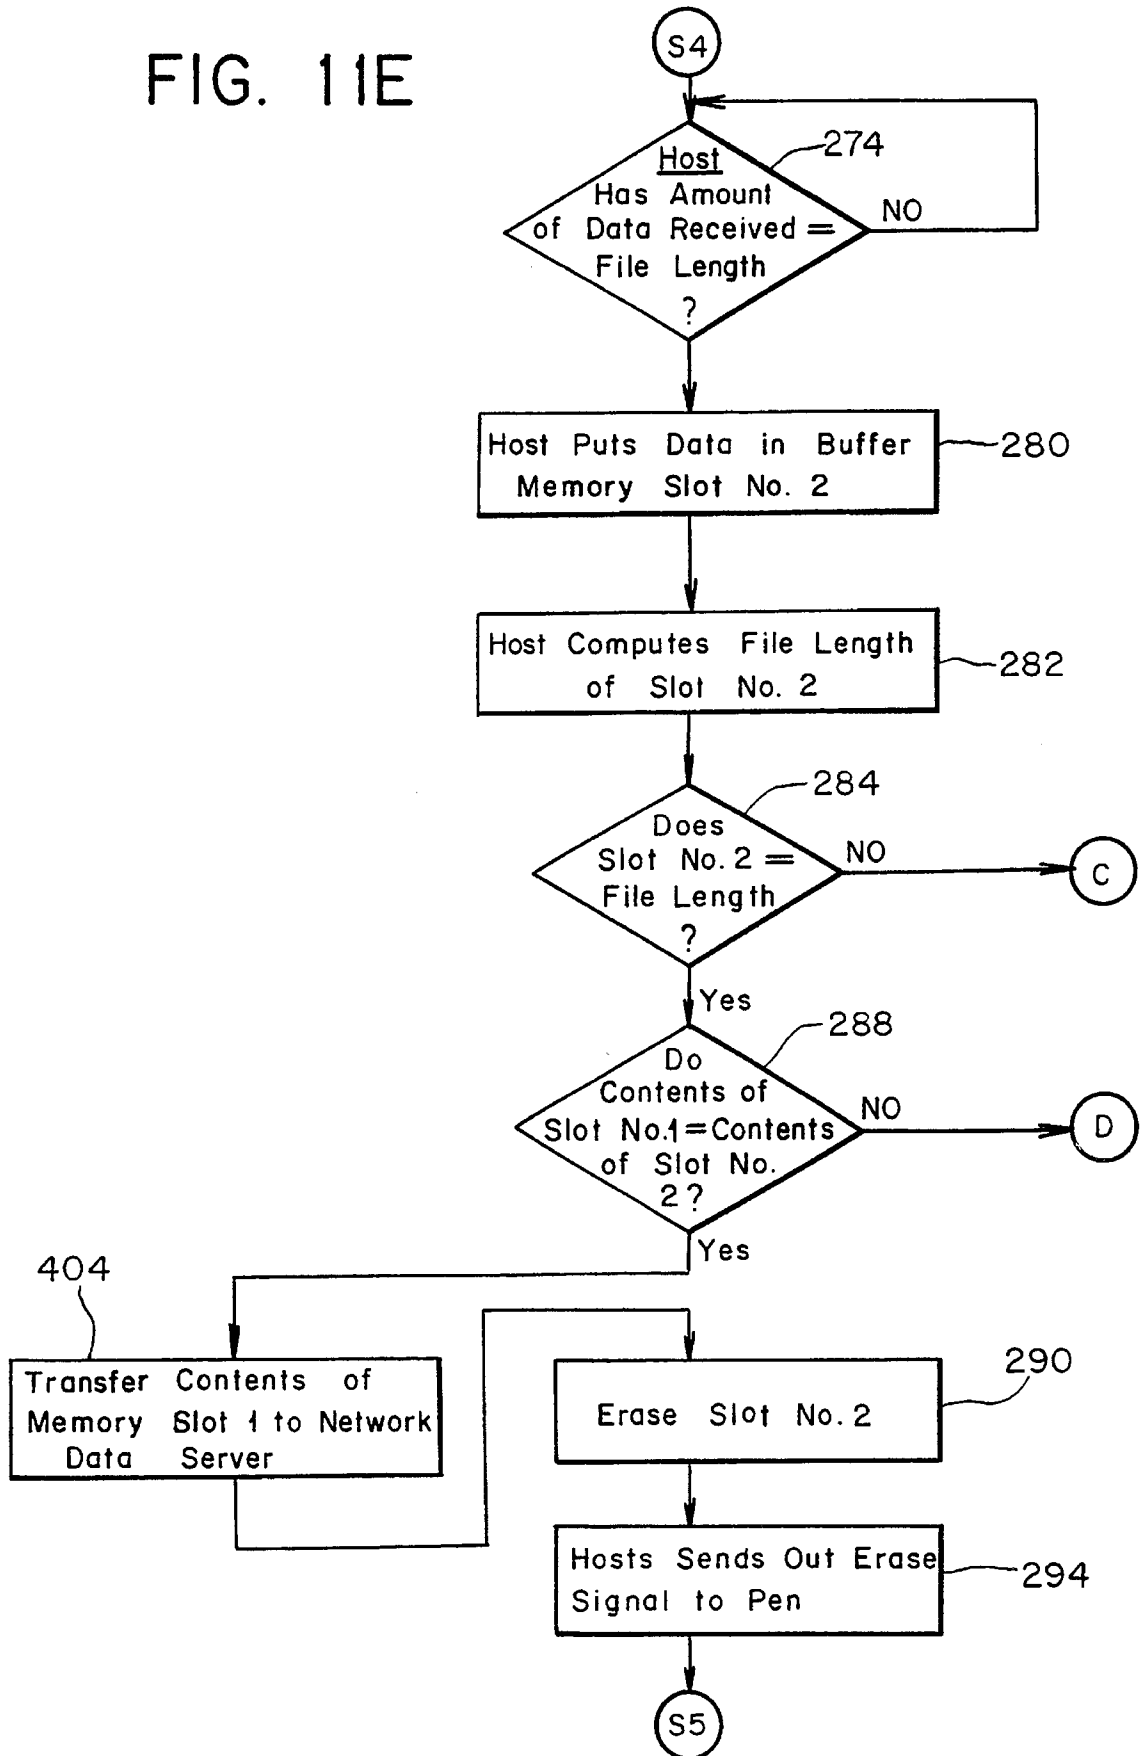 FIG. 11E
S4
274
Host
Has Amount
of Data Received =
File Length
?
NO
Host Puts Data in Buffer
Memory Slot No. 2
280
Host Computes File Length
of Slot No. 2
282
284
Does
Slot No. 2 =
File Length
?
NO
C
Yes
288
Do
Contents of
Slot No.1=Contents
of Slot No.
2?
NO
D
Yes
404
Transfer Contents of
Memory Slot 1 to Network
Data Server
290
Erase Slot No. 2
Hosts Sends Out Erase
Signal to Pen
294
S5